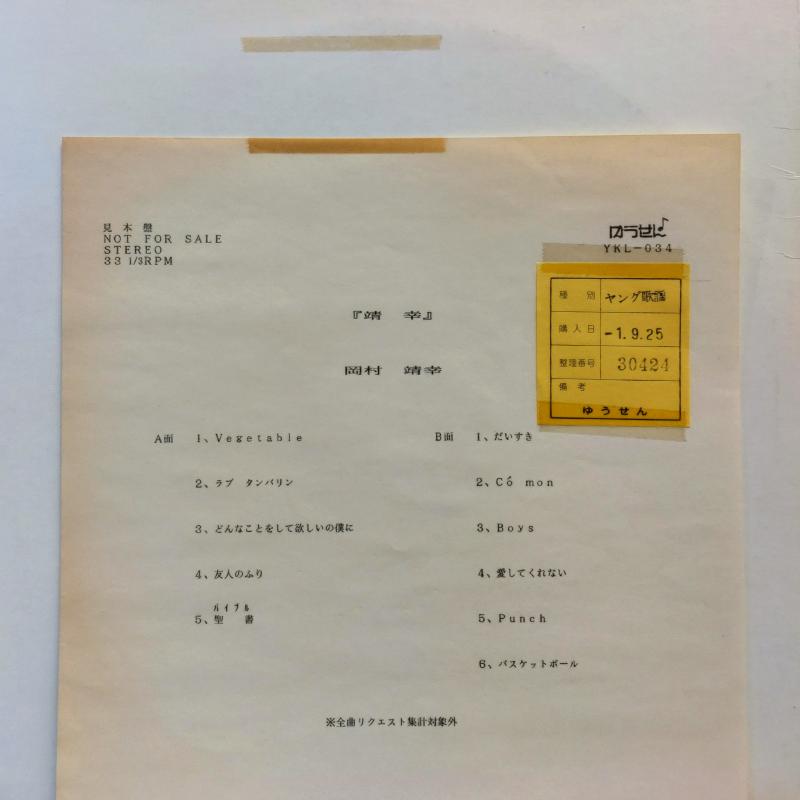 見本盤
NOT FOR SALE
STEREO
33 1/3RPM
ゆうせん
YKL-034
種別 ヤング歌謡
購入日 -1.9.25
整理番号 30424
備考
ゆうせん
『靖 幸』
岡村 靖幸
A面 1、Vegetable
2、ラブ タンバリン
3、どんなことをして欲しいの僕に
4、友人のふり
バイブル
5、聖 書
B面 1、だいすき
2、Có mon
3、Boys
4、愛してくれない
5、Punch
6、バスケットボール
※全曲リクエスト集計対象外